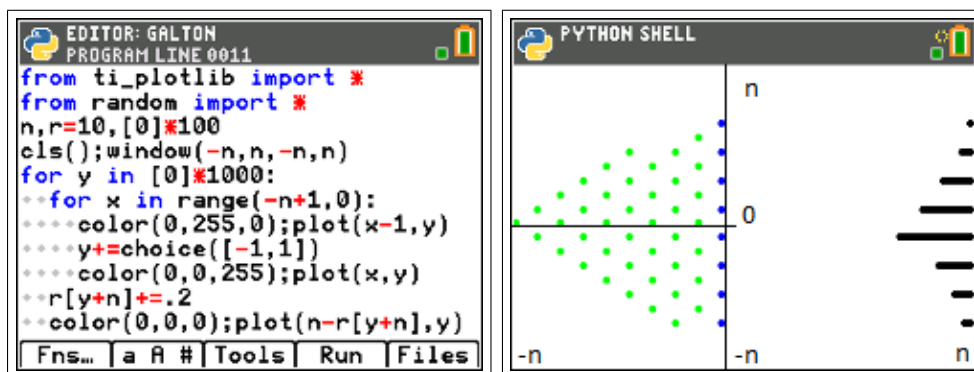 EDITOR: GALTON
PROGRAM LINE 0011
from ti_plotlib import *
from random import *
n,r=10,[0]*100
cls();window(-n,n,-n,n)
for y in [0]*1000:
  for x in range(-n+1,0):
    color(0,255,0);plot(x-1,y)
    y+=choice([-1,1])
    color(0,0,255);plot(x,y)
  r[y+n]+=.2
  color(0,0,0);plot(n-r[y+n],y)
Fns… a A # Tools Run Files
PYTHON SHELL
n
0
-n -n n